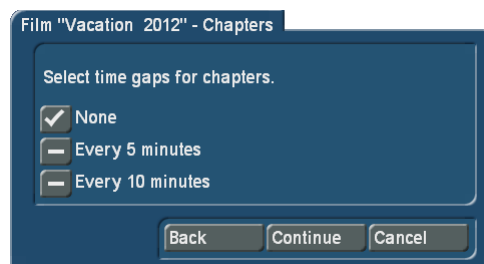 Film "Vacation 2012" - Chapters
Select time gaps for chapters.
None
Every 5 minutes
Every 10 minutes
Back Continue Cancel